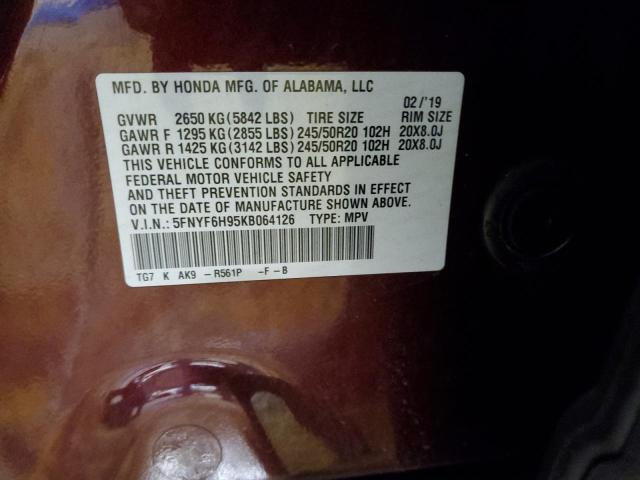 MFD. BY HONDA MFG. OF ALABAMA, LLC
02 /'19
GVWR 2650 KG(5842 LBS) TIRE SIZE RIM SIZE
GAWR F 1295 KG(2855 LBS)245/50R20 102H 20X8.0J
GAWR R 1425 KG(3142 LBS)245/50R20 102H 20X8.0J
THIS VEHICLE CONFORMS TO ALL APPLICABLE
FEDERAL MOTOR VEHICLE SAFETY
AND THEFT PREVENTION STANDARDS IN EFFECT
ON THE DATE OF MANUFACTURE SHOWN ABOVE.
V.I.N.: 5FNYF6H95KB064126 TYPE: MPV
TG7 K AK9 -R561P -F-B